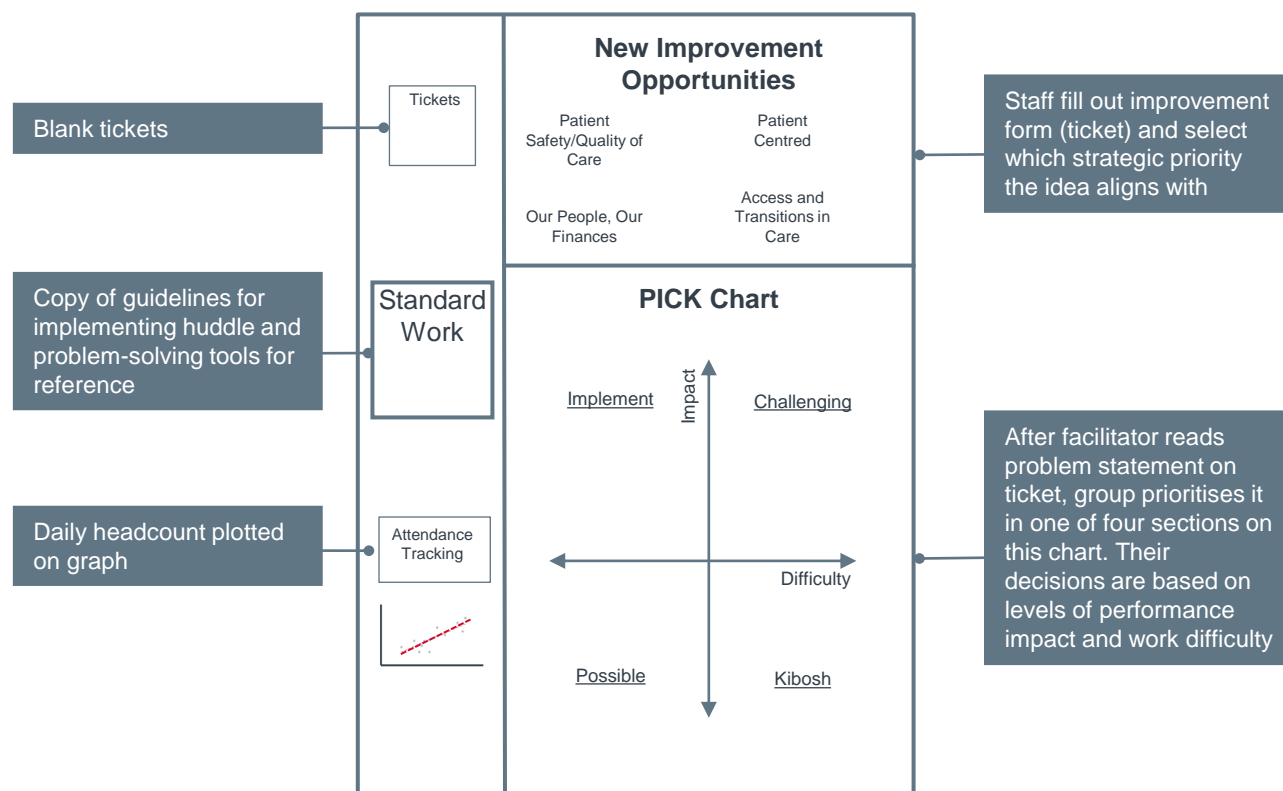 Blank tickets
Copy of guidelines for
implementing huddle and
problem-solving tools for
reference
Daily headcount plotted
on graph
Tickets
Standard
Work
Attendance
Tracking
New Improvement
Opportunities
Patient
Safety/Quality of
Care
Patient
Centred
Our People, Our
Finances
Access and
Transitions in
Care
PICK Chart
Implement
Impact
Challenging
Difficulty
Possible
Kibosh
Staff fill out improvement
form (ticket) and select
which strategic priority
the idea aligns with
After facilitator reads
problem statement on
ticket, group prioritises it
in one of four sections on
this chart. Their
decisions are based on
levels of performance
impact and work difficulty